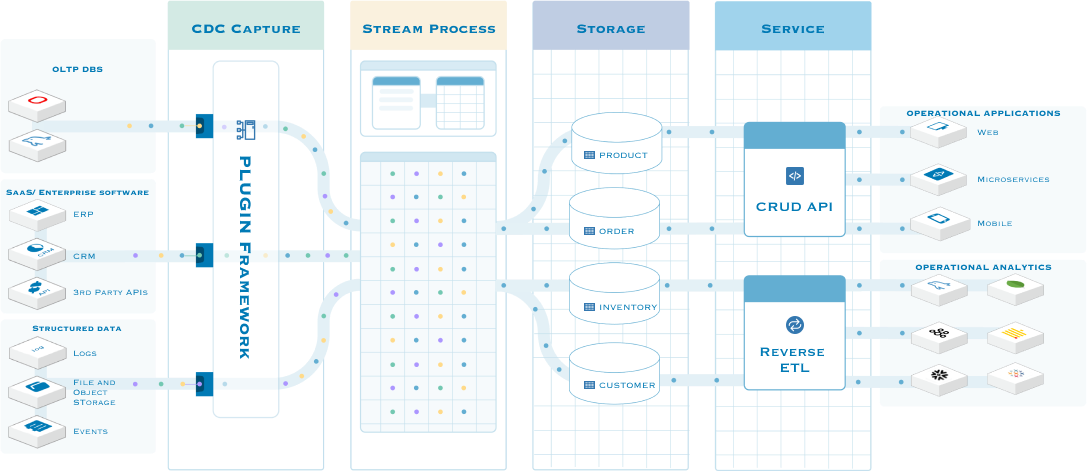 CDC Capture
Stream Process
Storage
Service
OLTP DBs
SaaS/ Enterprise software
ERP
CRM
CRM
3rd Party APIs
API
Structured data
LOG
Logs
File and
Object
STorage
Events
Plugin Framework
PRODUCT
ORDER
INVENTORY
CUSTOMER
</>
CRUD API
Reverse
ETL
Operational Applications
Web
Microservices
Mobile
Operational Analytics